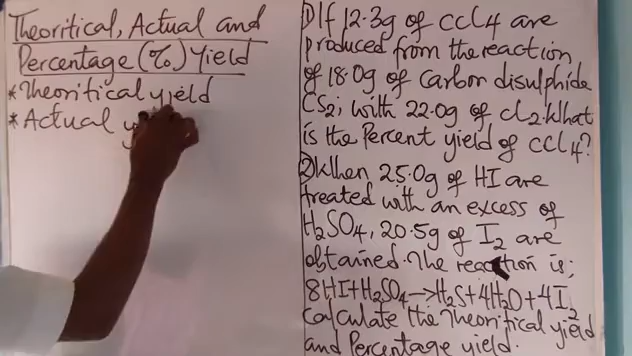 Theoritical, Actual and
Percentage (%) Yield
* Theoritical yield
* Actual y
1) If 12.3g of CCl4 are
produced from the reaction
of 18.0g of Carbon disulphide
CS2; with 22.0g of Cl2. What
is the Percent yield of CCl4?
2) When 25.0g of HI are
treated with an excess of
H2SO4, 20.5g of I2 are
obtained. The reaction is;
8HI+H2SO4→H2S+4H2O+4I2
Calculate the Theoritical yield
and Percentage yield.